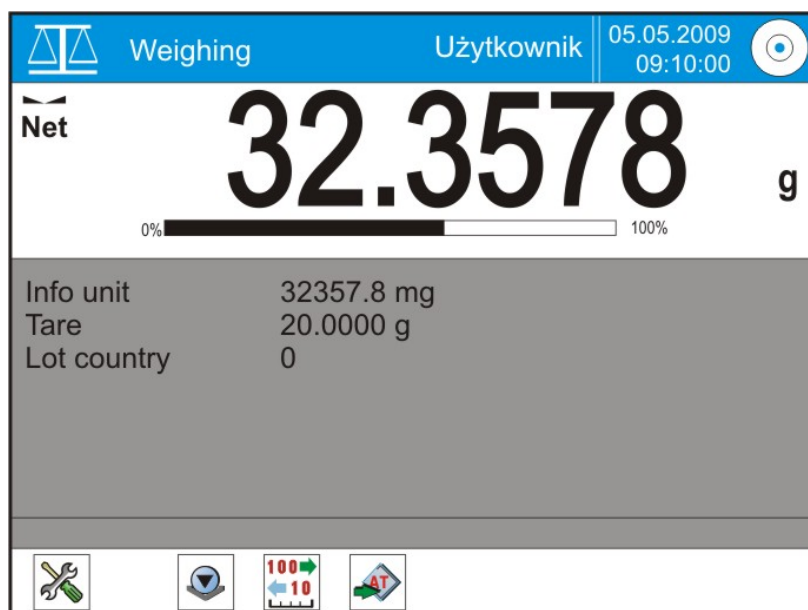 Weighing Użytkownik 05.05.2009
09:10:00
Net
32.3578 g
0% 100%
Info unit 32357.8 mg
Tare 20.0000 g
Lot country 0
100
10
AT